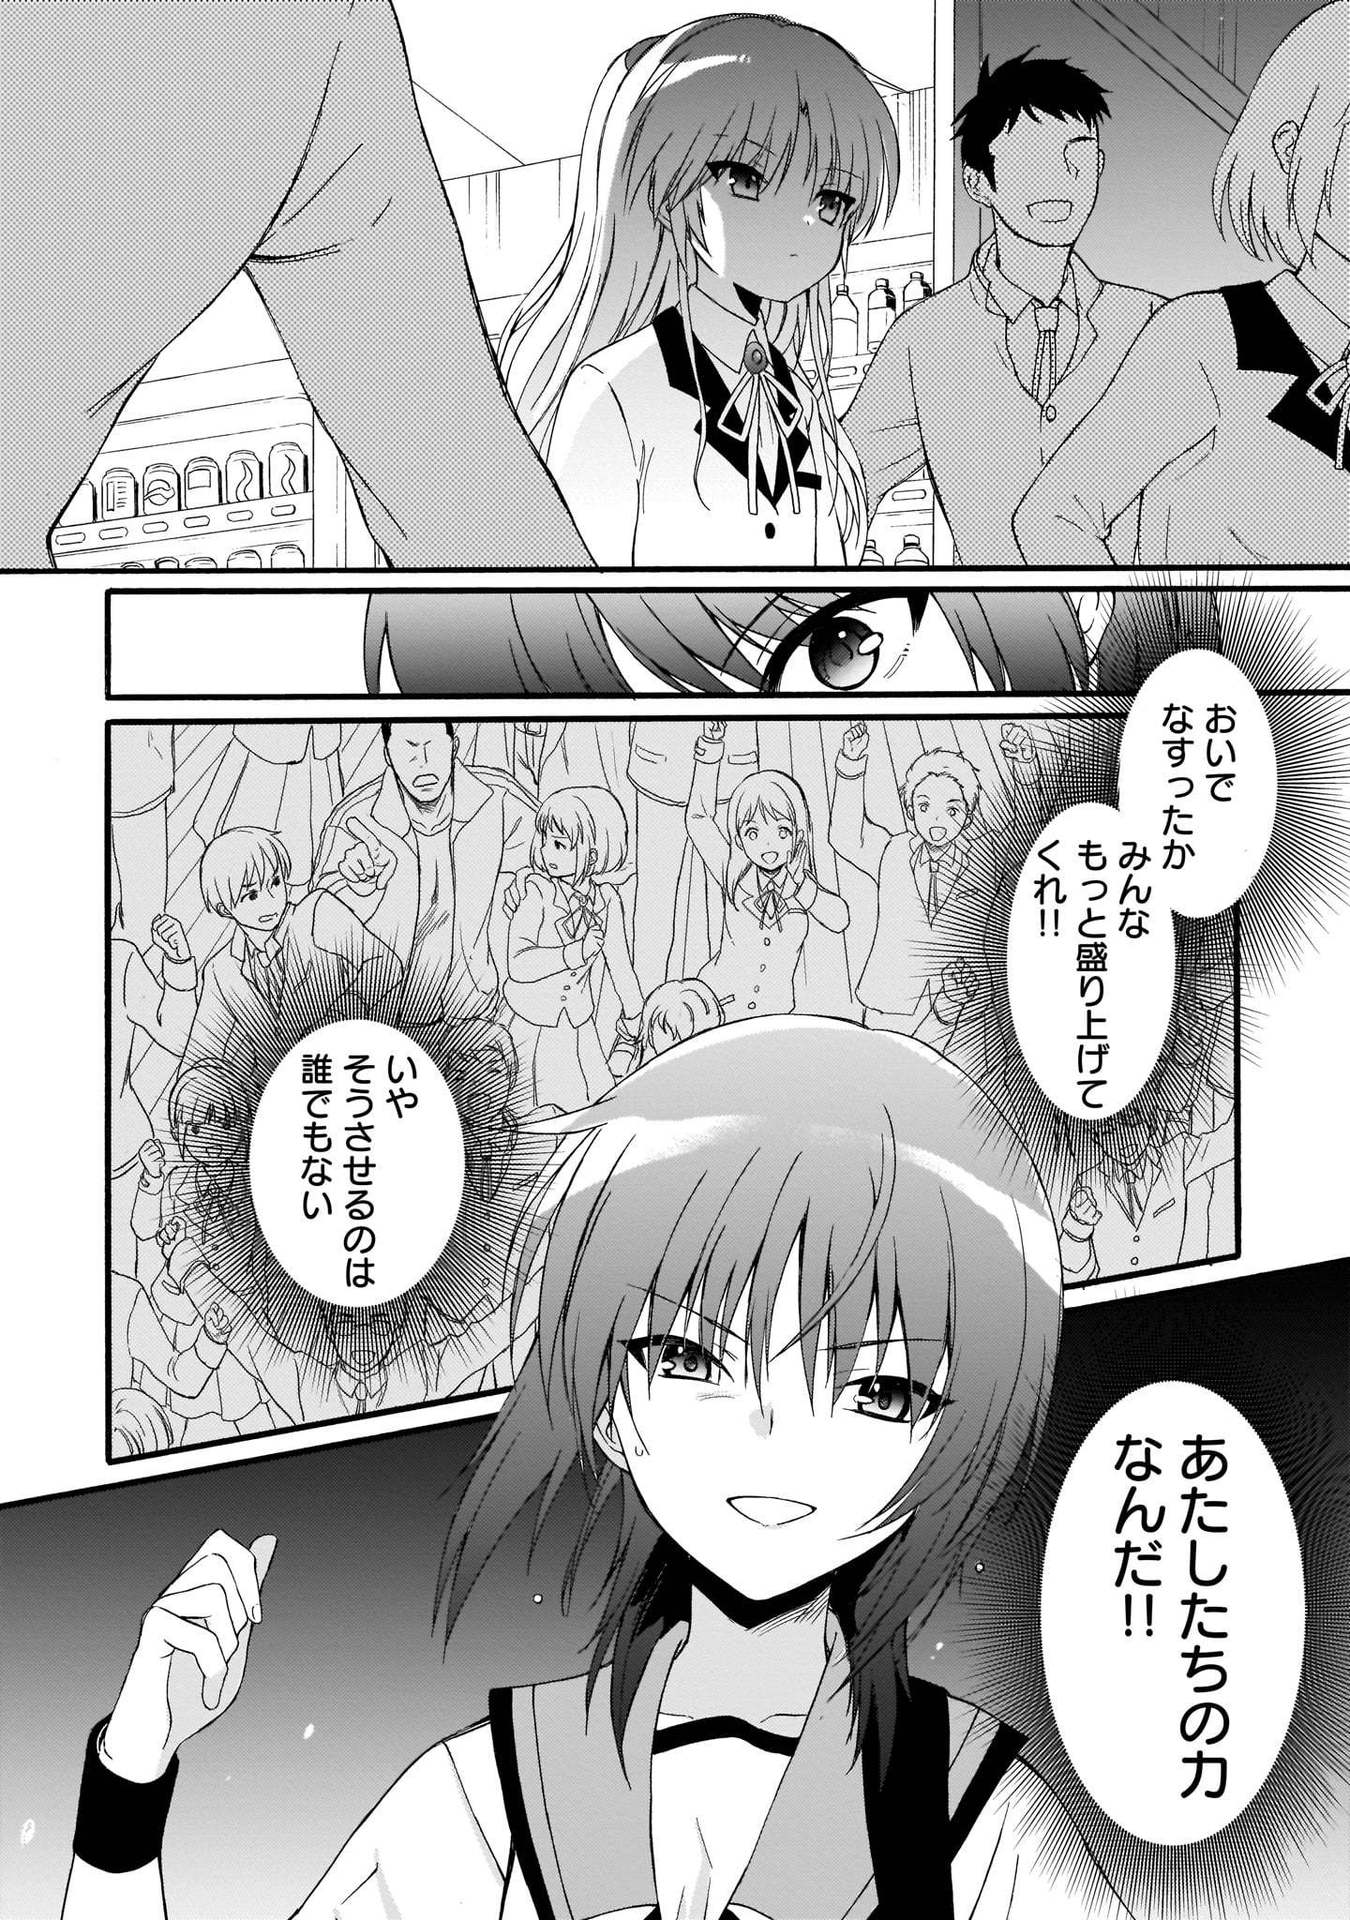 おいで
なすったか
みんな
もっと盛り上げて
くれ!!
いや
そうさせるのは
誰でもない
あたしたちの力
なんだ!!